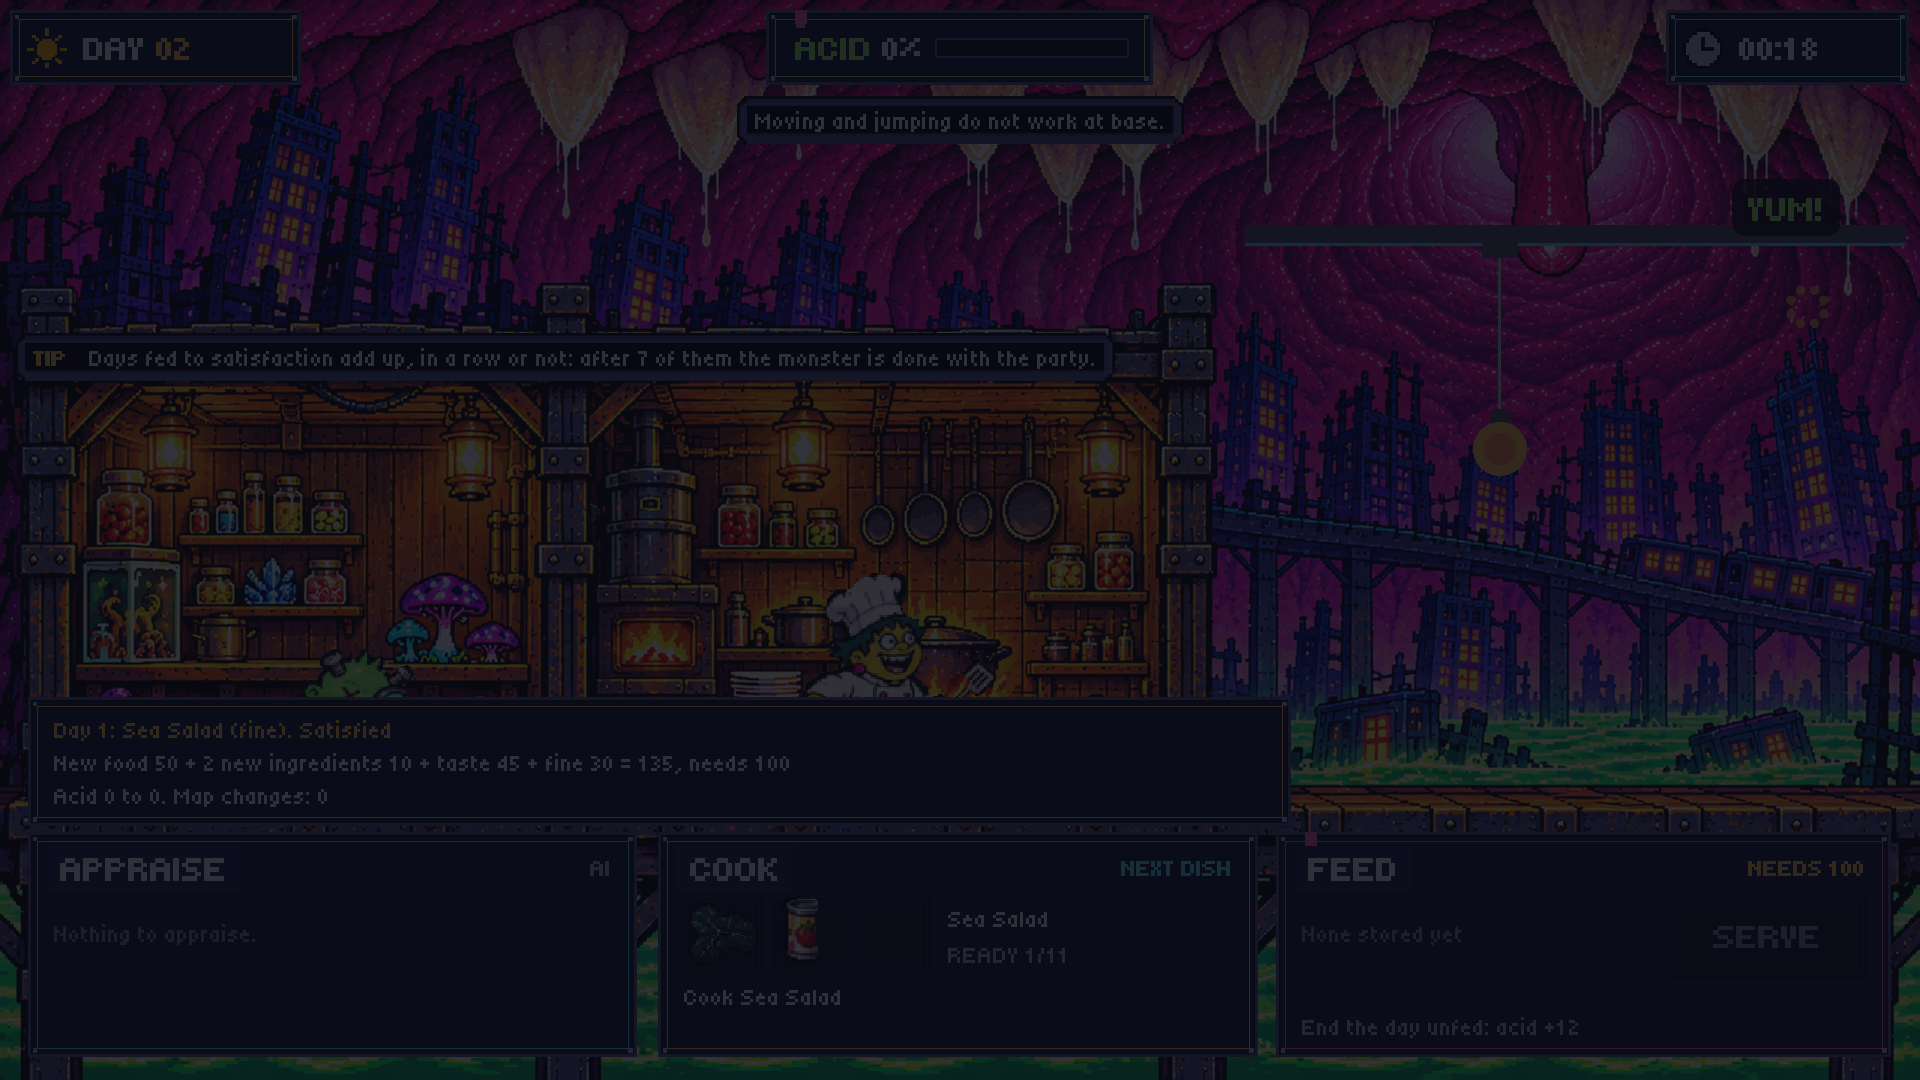 DAY 02
ACID 0%
00:18
Moving and jumping do not work at base.
YUM!
TIP Days fed to satisfaction add up, in a row or not: after 7 of them the monster is done with the party.
Day 1: Sea Salad (fine). Satisfied
New food 50 + 2 new ingredients 10 + taste 45 + fine 30 = 135, needs 100
Acid 0 to 0. Map changes: 0
APPRAISE
AI
Nothing to appraise.
COOK
NEXT DISH
Sea Salad
READY 1/11
Cook Sea Salad
FEED
NEEDS 100
None stored yet
SERVE
End the day unfed: acid +12